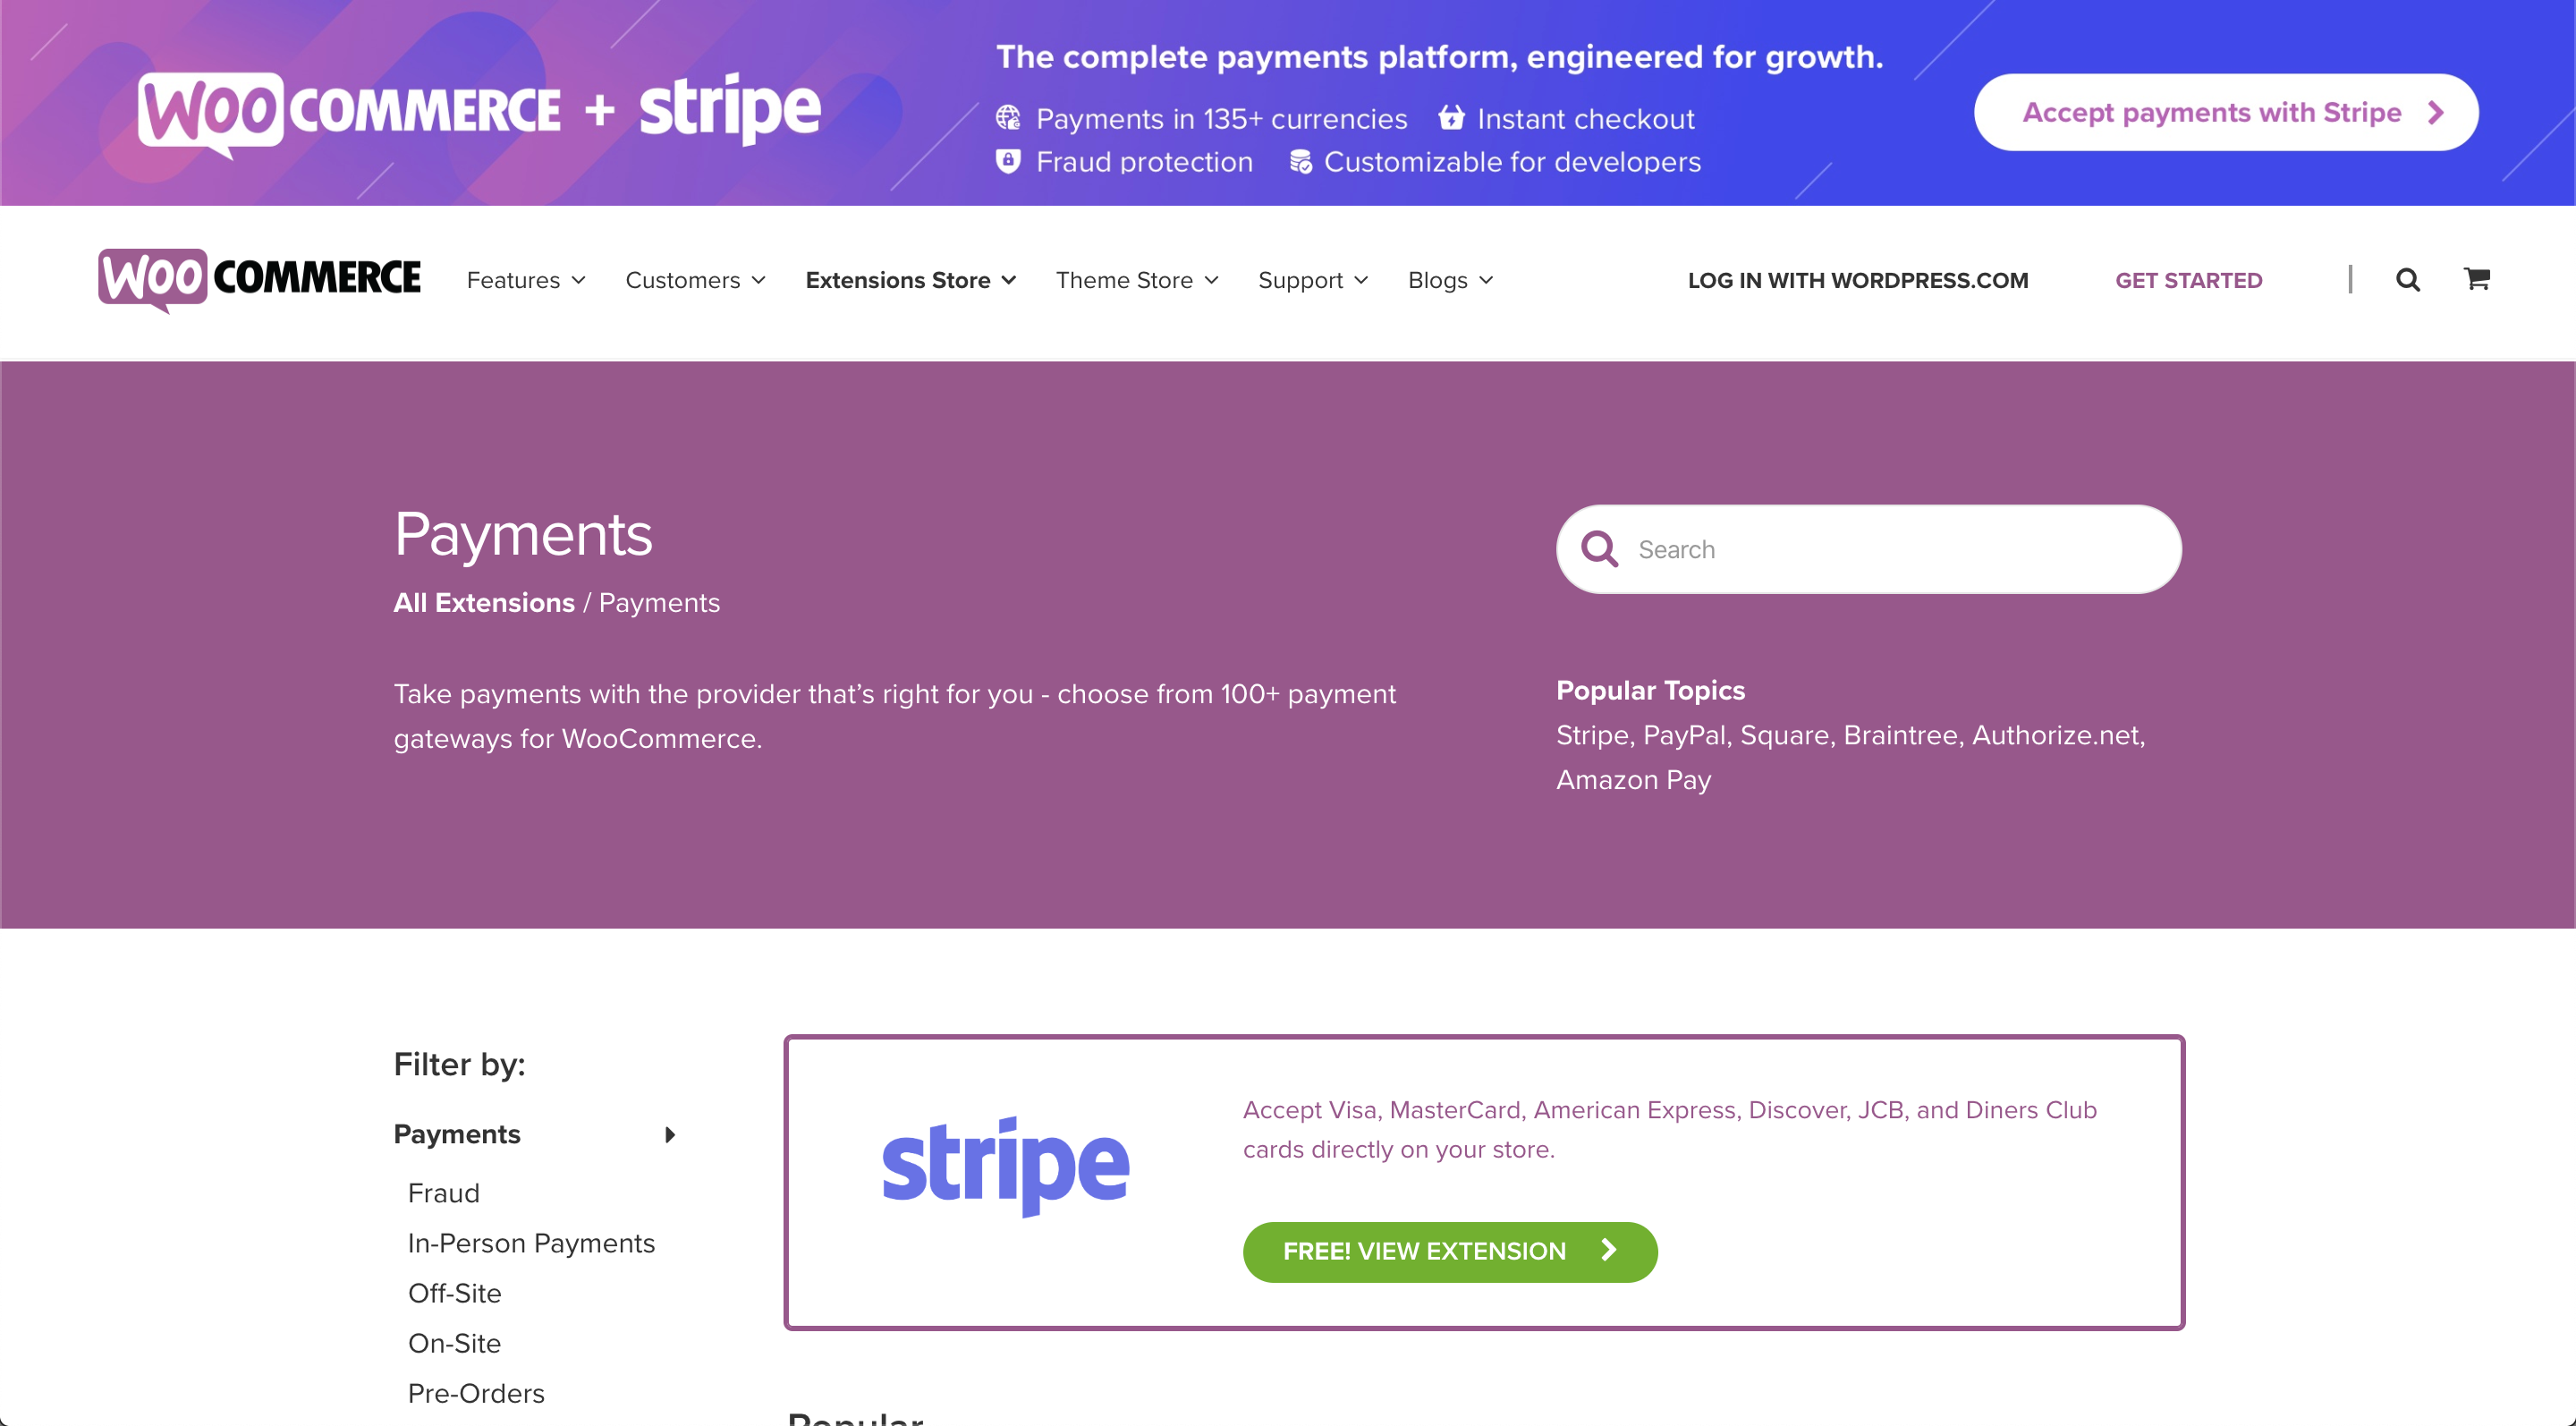 WOO COMMERCE + stripe
The complete payments platform, engineered for growth.
Payments in 135+ currencies Instant checkout
Fraud protection Customizable for developers
Accept payments with Stripe
WOO COMMERCE
Features Customers Extensions Store Theme Store Support Blogs LOG IN WITH WORDPRESS.COM GET STARTED
Payments
All Extensions / Payments
Take payments with the provider that’s right for you - choose from 100+ payment
gateways for WooCommerce.
Search
Popular Topics
Stripe, PayPal, Square, Braintree, Authorize.net,
Amazon Pay
Filter by:
Payments
Fraud
In-Person Payments
Off-Site
On-Site
Pre-Orders
stripe
Accept Visa, MasterCard, American Express, Discover, JCB, and Diners Club
cards directly on your store.
FREE! VIEW EXTENSION
Popular